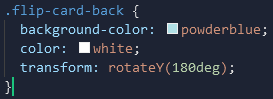 .flip-card-back {
  background-color: powderblue;
  color: white;
  transform: rotateY(180deg);
}